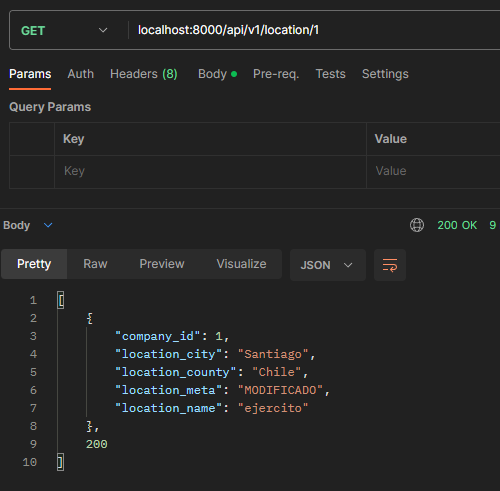 GET localhost:8000/api/v1/location/1
Params Auth Headers (8) Body Pre-req. Tests Settings
Query Params
Key Value
Key Value
Body 200 OK 9
Pretty Raw Preview Visualize JSON
1 [
2 {
3 "company_id": 1,
4 "location_city": "Santiago",
5 "location_county": "Chile",
6 "location_meta": "MODIFICADO",
7 "location_name": "ejercito"
8 },
9 200
10 ]